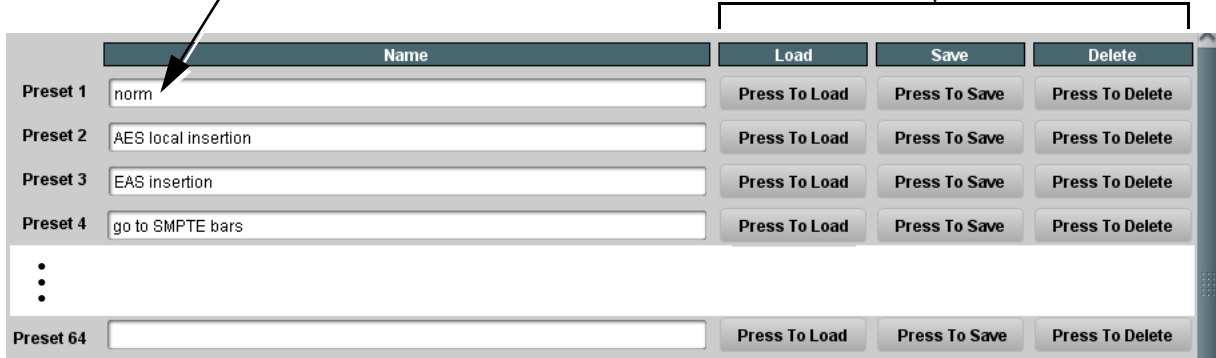 Name Load Save Delete
Preset 1 norm Press To Load Press To Save Press To Delete
Preset 2 AES local insertion Press To Load Press To Save Press To Delete
Preset 3 EAS insertion Press To Load Press To Save Press To Delete
Preset 4 go to SMPTE bars Press To Load Press To Save Press To Delete
Preset 64 Press To Load Press To Save Press To Delete